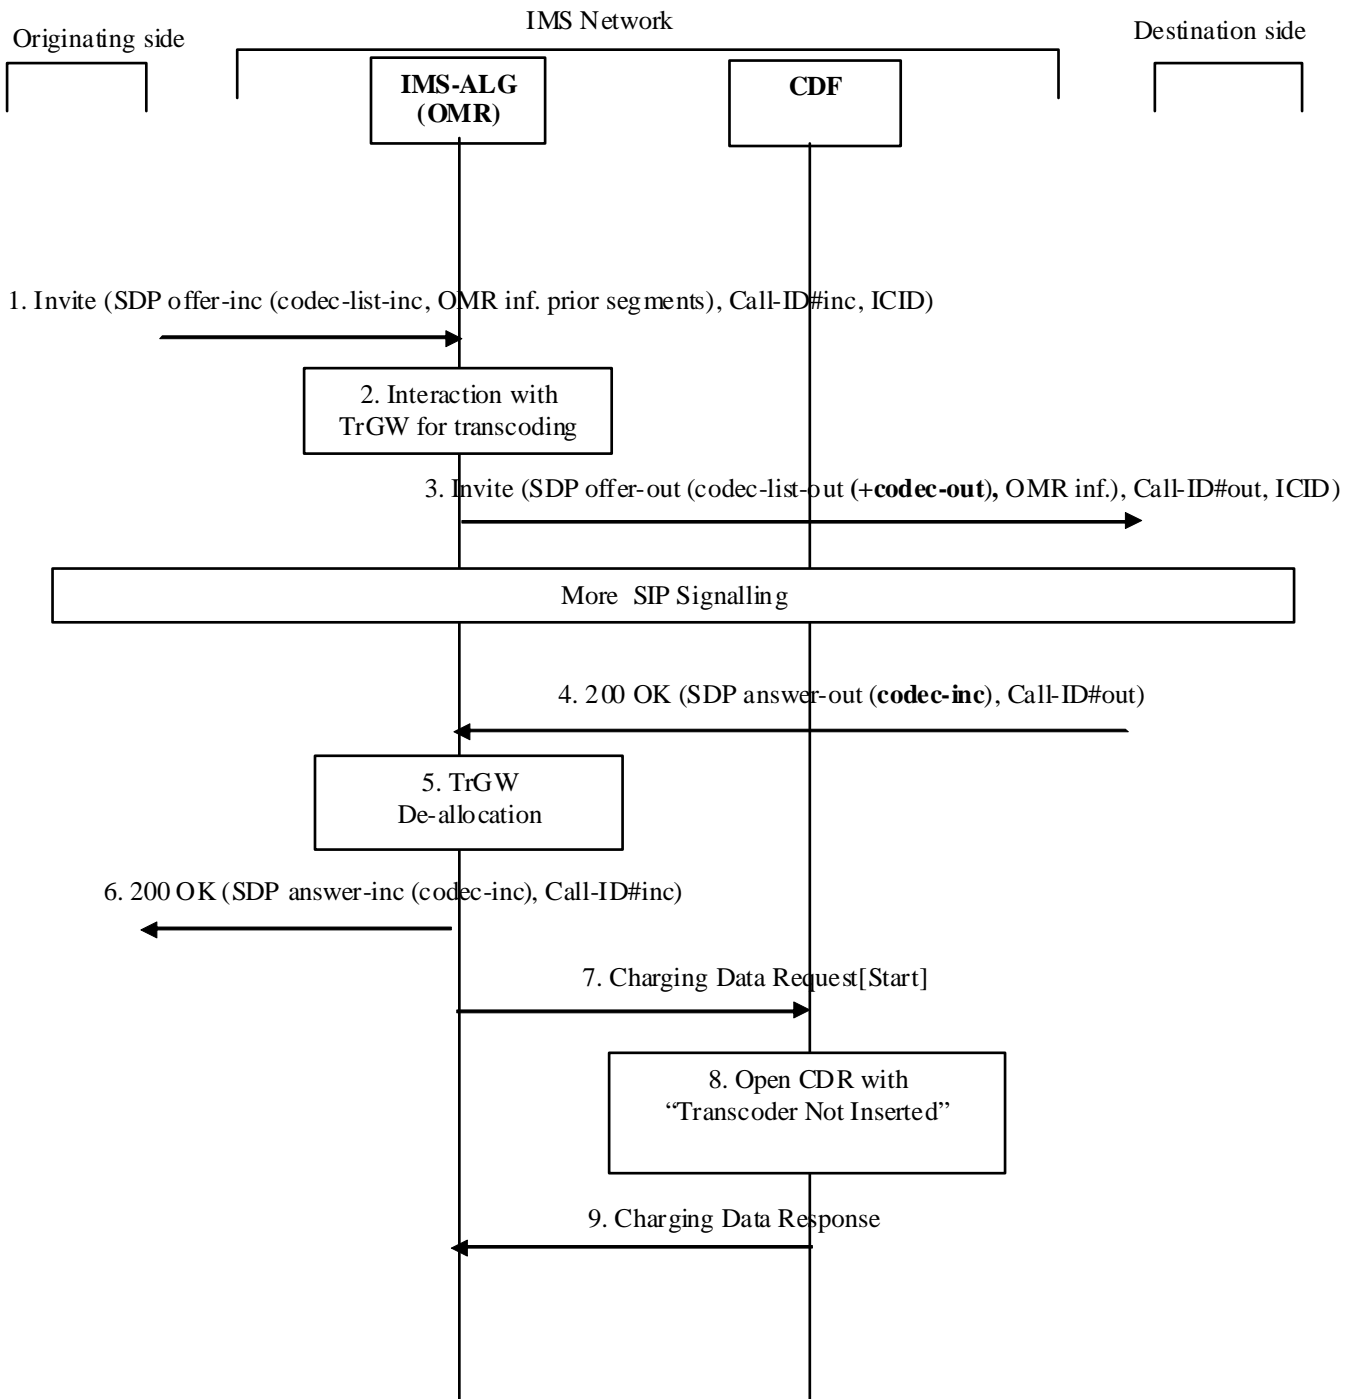 IMS Network
Originating side
Destination side
IMS-ALG
(OMR)
CDF
1. Invite (SDP offer-inc (codec-list-inc, OMR inf. prior segments), Call-ID#inc, ICID)
2. Interaction with
TrGW for transcoding
3. Invite (SDP offer-out (codec-list-out (+codec-out), OMR inf.), Call-ID#out, ICID)
More SIP Signalling
4. 200 OK (SDP answer-out (codec-inc), Call-ID#out)
5. TrGW
De-allocation
6. 200 OK (SDP answer-inc (codec-inc), Call-ID#inc)
7. Charging Data Request[Start]
8. Open CDR with
“Transcoder Not Inserted”
9. Charging Data Response